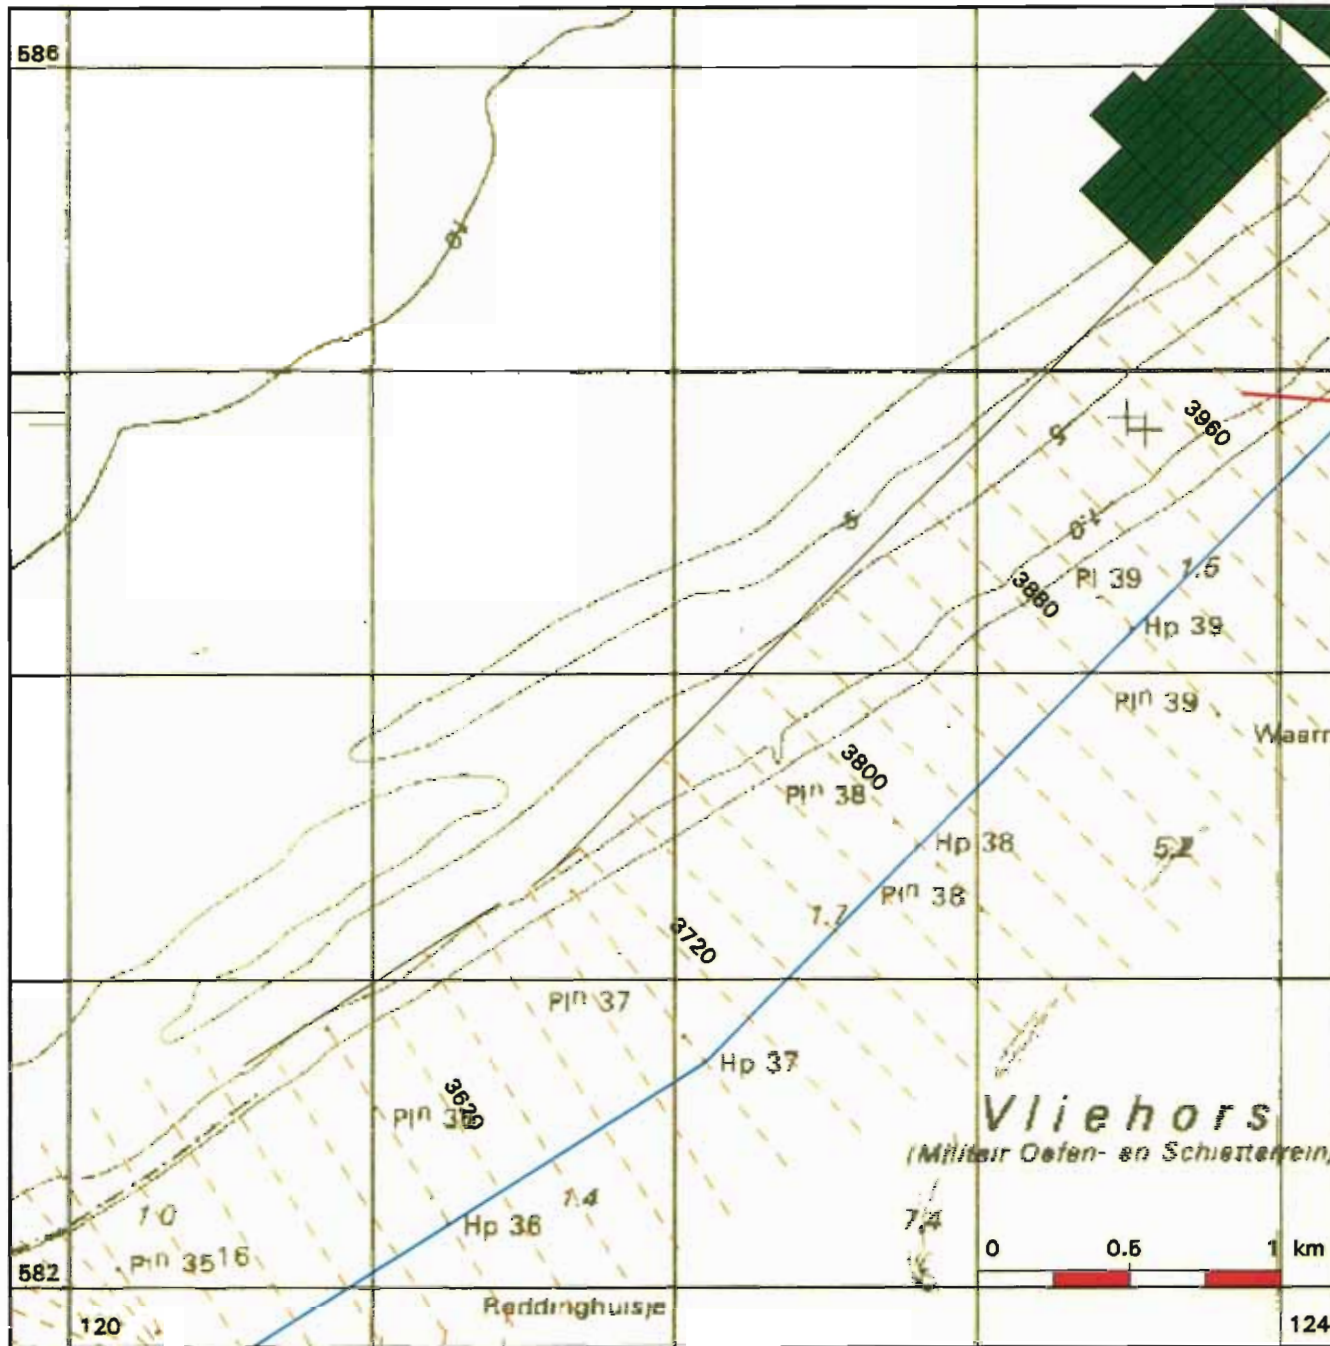 586
10
3960
5
5
10
3880
Pl 39
1.5
Hp 39
Plⁿ 39
Waarn
3800
Plⁿ 38
Hp 38
5.2
Plⁿ 38
1.7
3720
Plⁿ 37
Hp 37
3620
Plⁿ 36
Vliehors
(Militair Oefen- en Schietterrein)
1.4
7.4
1.0
Hp 36
Plⁿ 35
16
0 0.5 1 km
582
Reddinghuisje
120
124